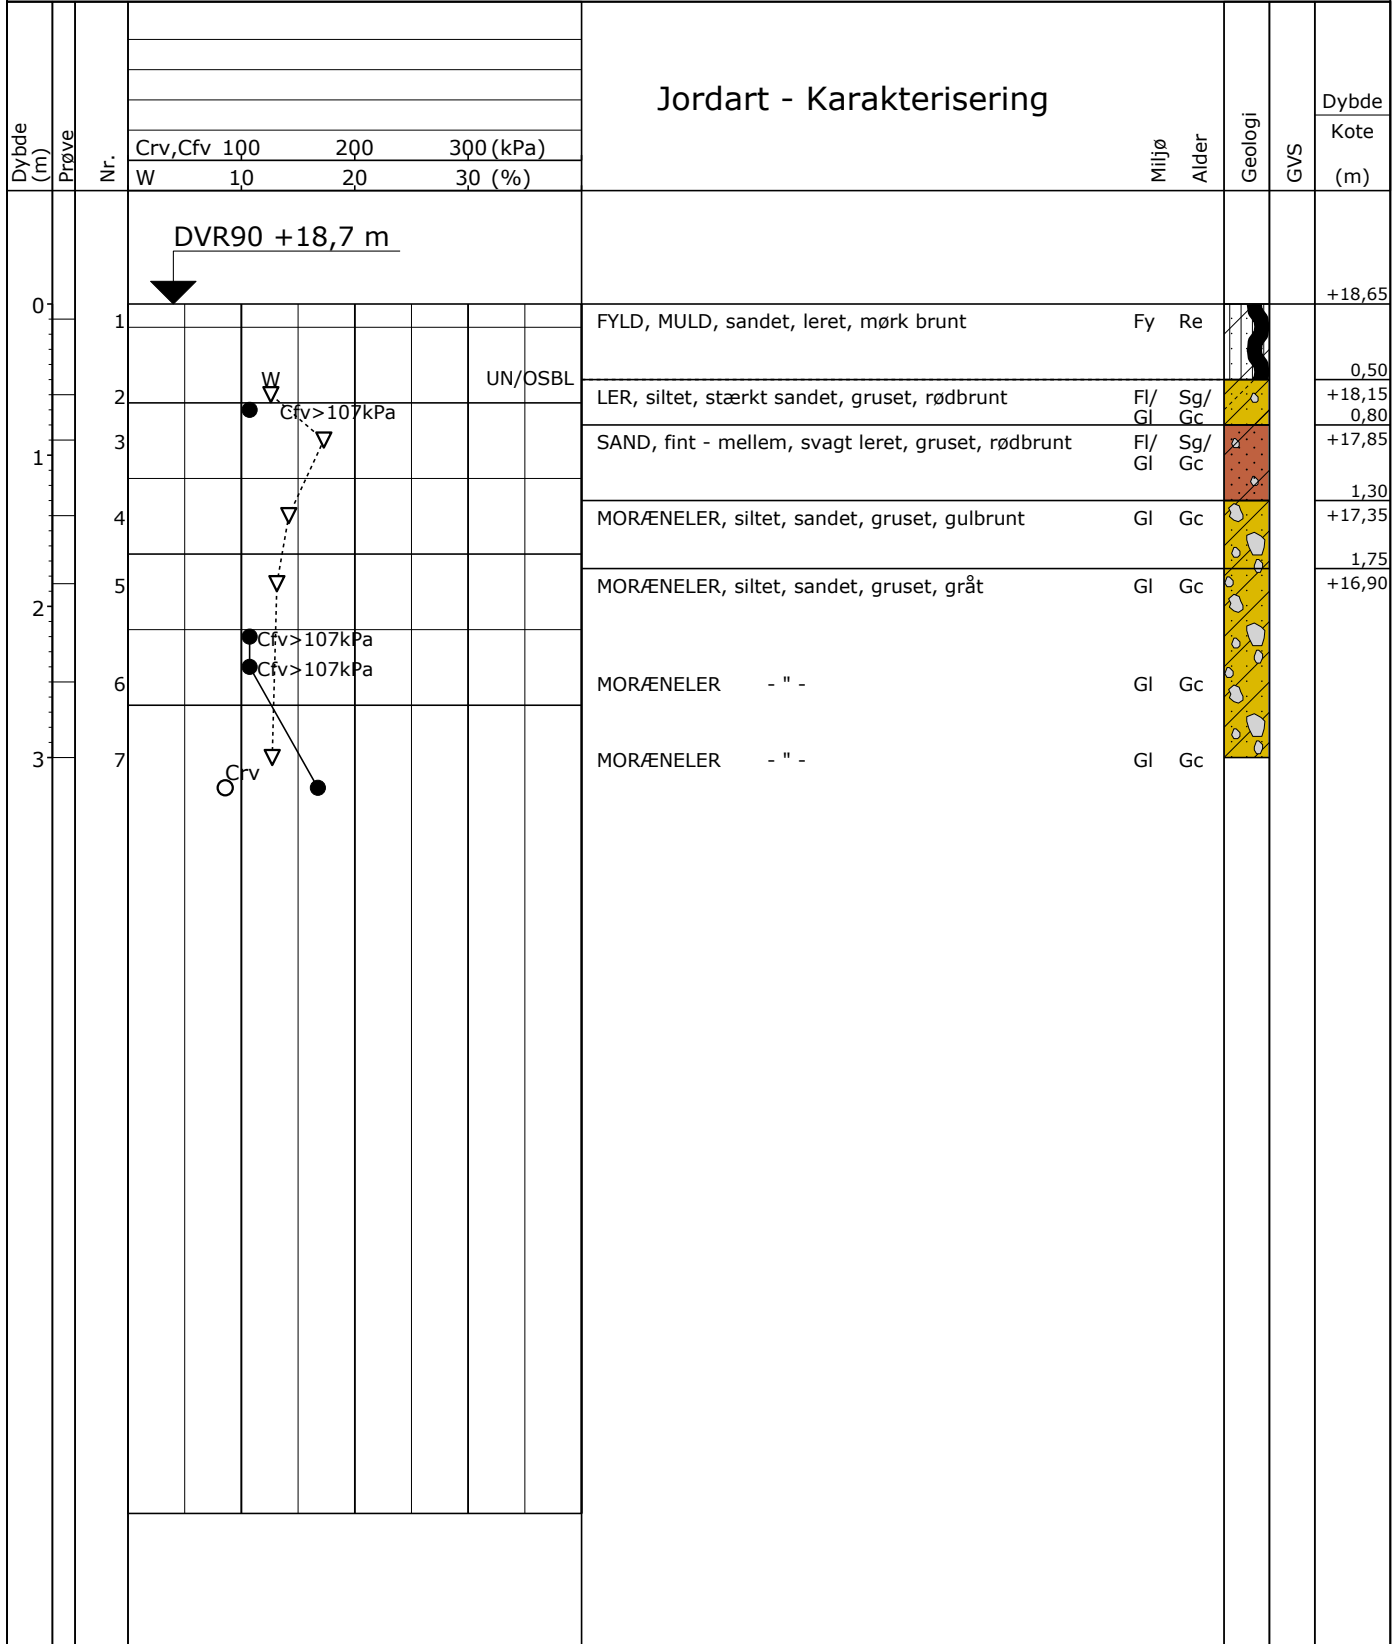 Jordart - Karakterisering
Dybde (m)
Prøve
Nr.
Crv,Cfv 100 200 300 (kPa)
W 10 20 30 (%)
Miljø
Alder
Geologi
GVS
Dybde
Kote
(m)
DVR90 +18,7 m
0
+18,65
1 FYLD, MULD, sandet, leret, mørk brunt Fy Re
0,50
W
UN/OSBL
2 LER, siltet, stærkt sandet, gruset, rødbrunt Fl/ Sg/ +18,15
Gl Gc 0,80
Cfv>107kPa
3 SAND, fint - mellem, svagt leret, gruset, rødbrunt Fl/ Sg/ +17,85
1 Gl Gc
1,30
4 MORÆNELER, siltet, sandet, gruset, gulbrunt Gl Gc +17,35
1,75
5 MORÆNELER, siltet, sandet, gruset, gråt Gl Gc +16,90
2
Cfv>107kPa
Cfv>107kPa
6 MORÆNELER - " - Gl Gc
3 7 MORÆNELER - " - Gl Gc
Crv